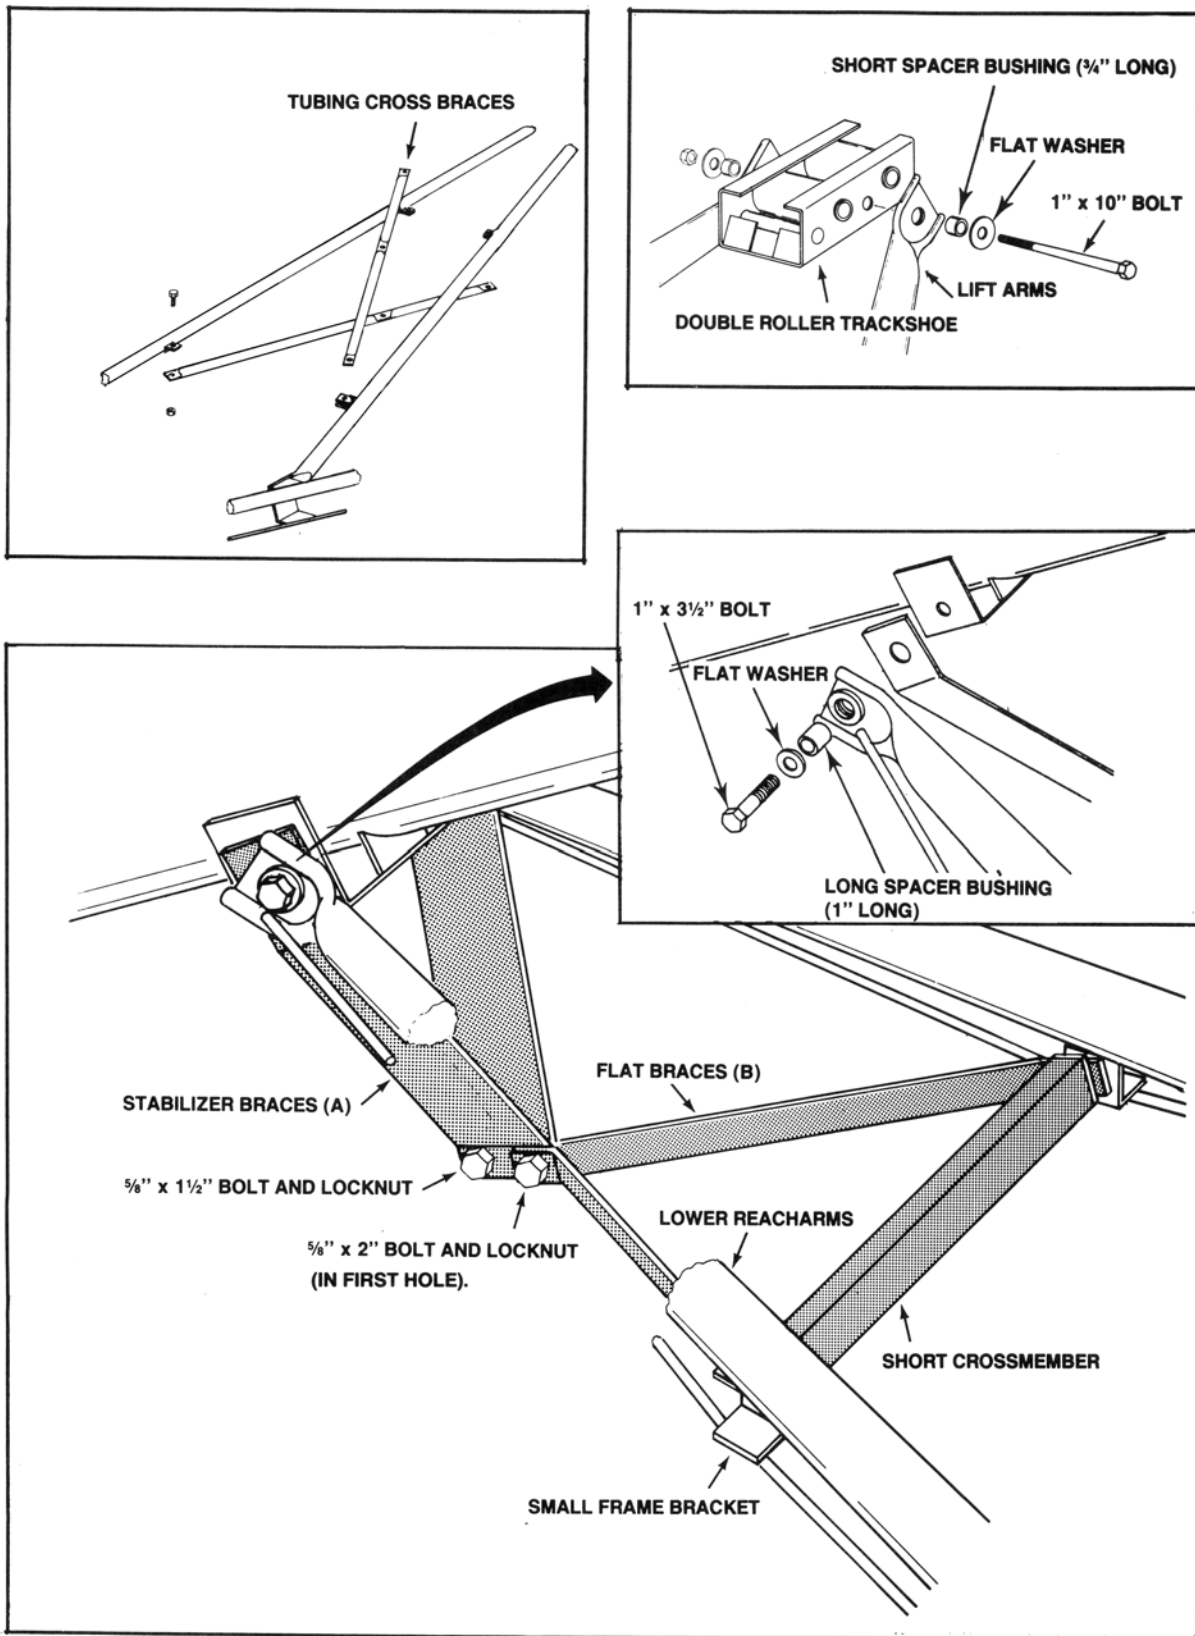 TUBING CROSS BRACES
SHORT SPACER BUSHING (¾" LONG)
FLAT WASHER
1" x 10" BOLT
LIFT ARMS
DOUBLE ROLLER TRACKSHOE
1" x 3½" BOLT
FLAT WASHER
LONG SPACER BUSHING
(1" LONG)
STABILIZER BRACES (A)
FLAT BRACES (B)
⅝" x 1½" BOLT AND LOCKNUT
⅝" x 2" BOLT AND LOCKNUT
(IN FIRST HOLE).
LOWER REACHARMS
SHORT CROSSMEMBER
SMALL FRAME BRACKET